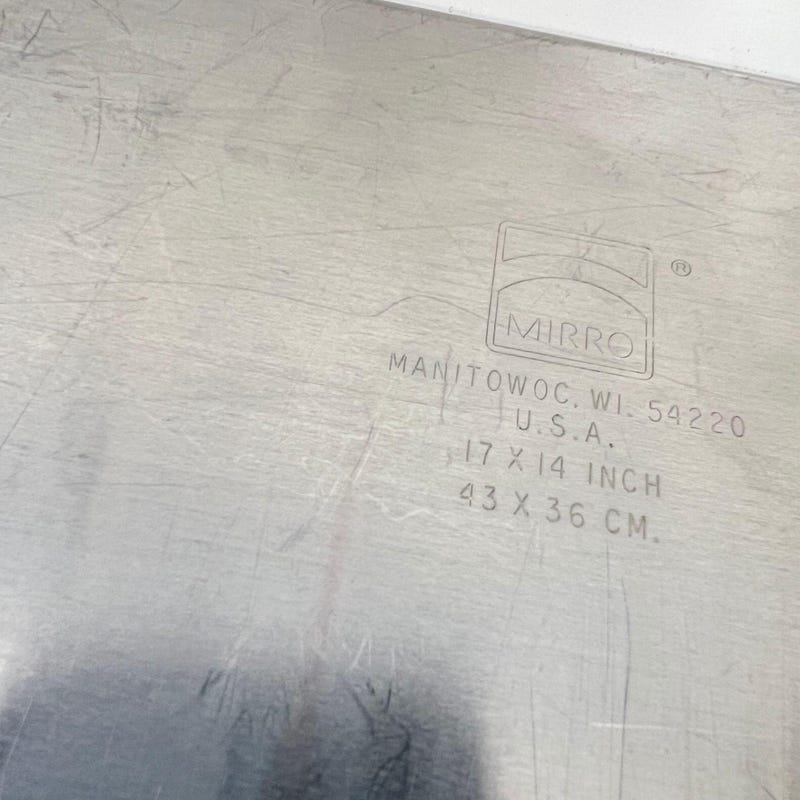 MIRRO ®
MANITOWOC. WI. 54220
U.S.A.
17 X 14 INCH
43 X 36 CM.